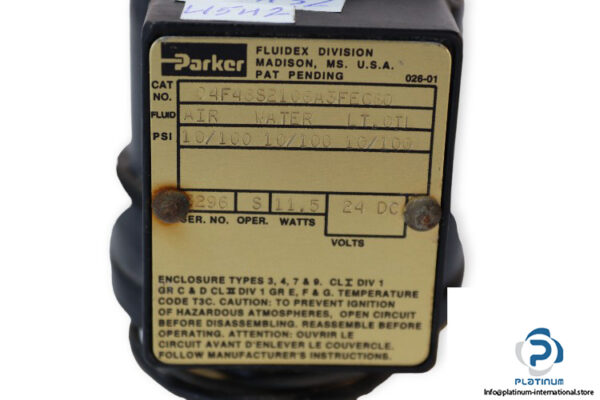 Parker
FLUIDEX DIVISION
MADISON, MS. U.S.A.
PAT PENDING
026-01
CAT NO.
FLUID AIR WATER LT.OIL
PSI 10/100 10/100 10/100
S 11.5 24 DC
SER. NO. OPER. WATTS
VOLTS
ENCLOSURE TYPES 3, 4, 7 & 9. CL I DIV 1
GR C & D CL II DIV 1 GR E, F & G. TEMPERATURE
CODE T3C. CAUTION: TO PREVENT IGNITION
OF HAZARDOUS ATMOSPHERES, OPEN CIRCUIT
BEFORE DISASSEMBLING. REASSEMBLE BEFORE
OPERATING. ATTENTION: OUVRIR LE
CIRCUIT AVANT D'ENLEVER LE COUVERCLE.
FOLLOW MANUFACTURER'S INSTRUCTIONS.
PLATINUM
INTERNATIONAL
info@platinum-international.store